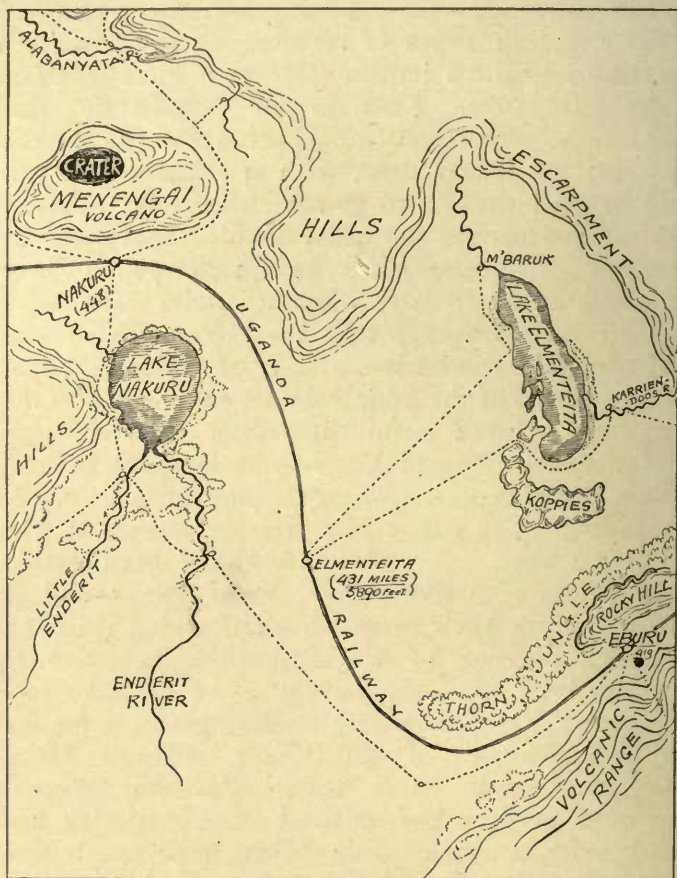 ALABANYATA
CRATER
MENENGAI
VOLCANO
HILLS
ESCARPMENT
M'BARUK
NAKURU
(448)
UGANDA
LAKE ELMENTEITA
LAKE
NAKURU
KARRIEN-
DOOS R
HILLS
KOPPIES
ELMENTEITA
(431 MILES
5890 FEET)
LITTLE
ENDERIT
JUNGLE
ROCKY HILL
EBURU
419
RAILWAY
ENDERIT
RIVER
THORN
VOLCANIC
RANGE